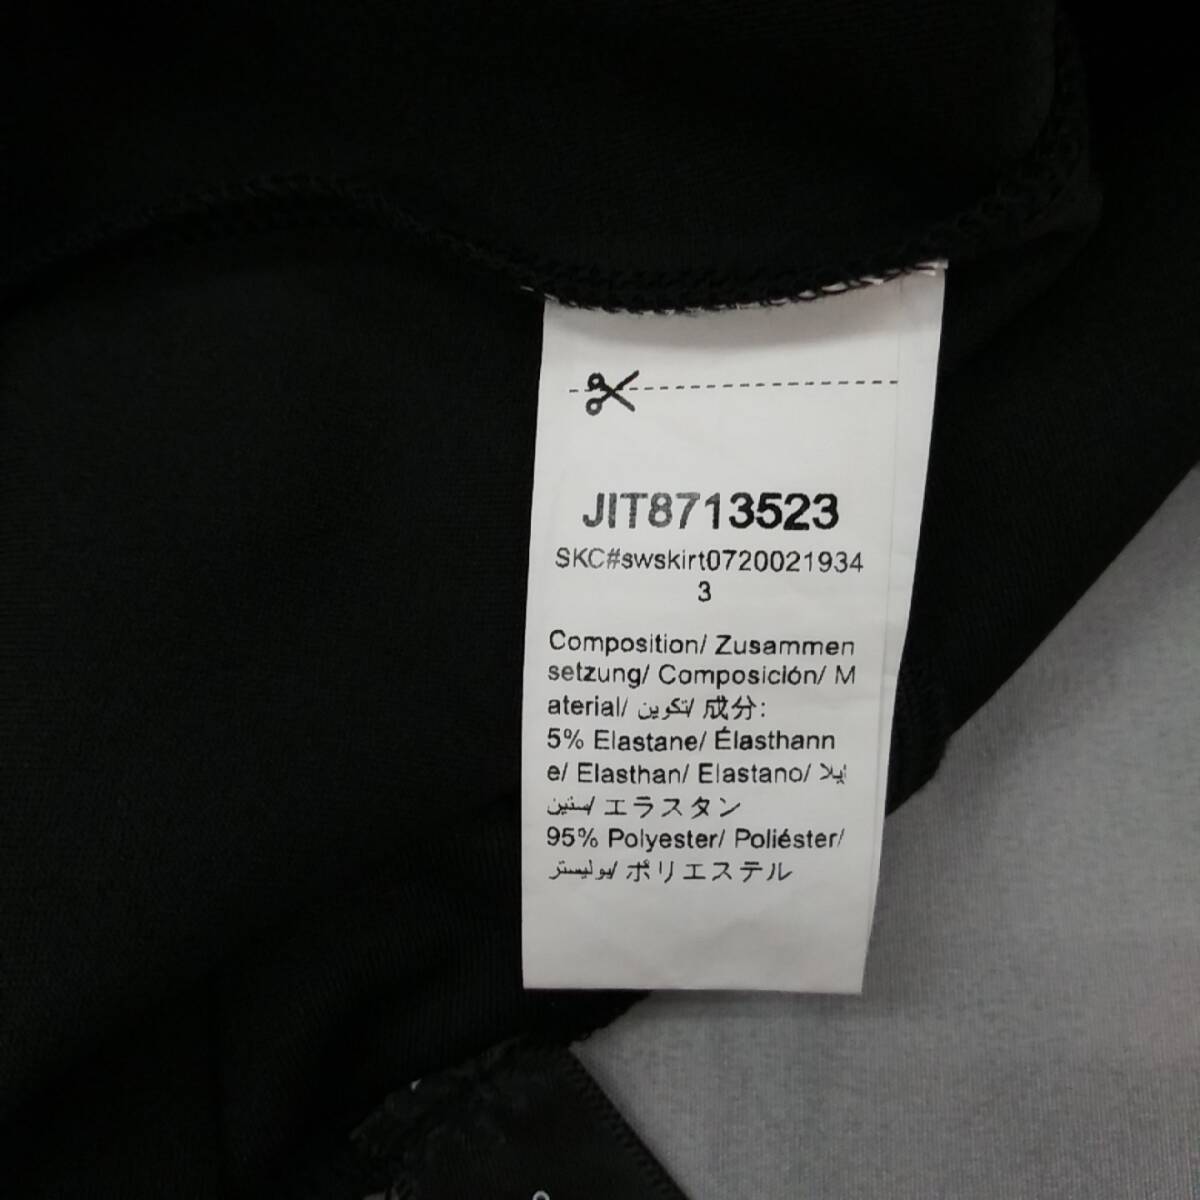 JIT8713523
SKC#swskirt0720021934
3
Composition/ Zusammen
setzung/ Composición/ M
aterial/ تكوين/ 成分:
5% Elastane/ Élasthann
e/ Elasthan/ Elastano/ إيلا
ستين/ エラスタン
95% Polyester/ Poliéster/
بوليستر/ ポリエステル